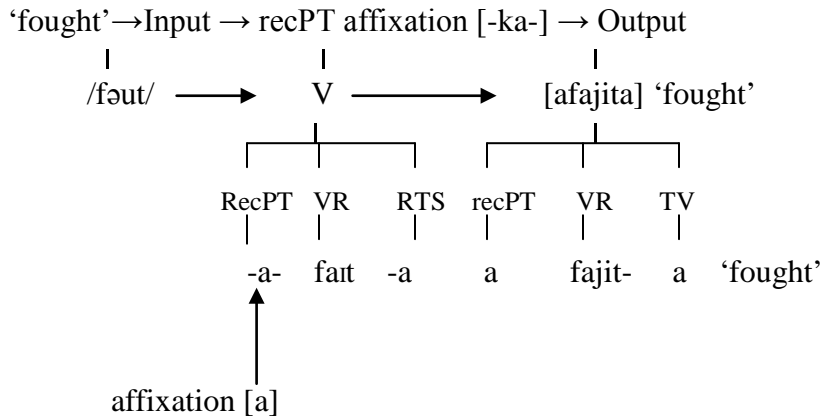 ‘fought’→Input → recPT affixation [-ka-] → Output
/fəut/ → V → [afajita] ‘fought’
RecPT VR RTS recPT VR TV
-a- faɪt -a a fajit- a ‘fought’
affixation [a]